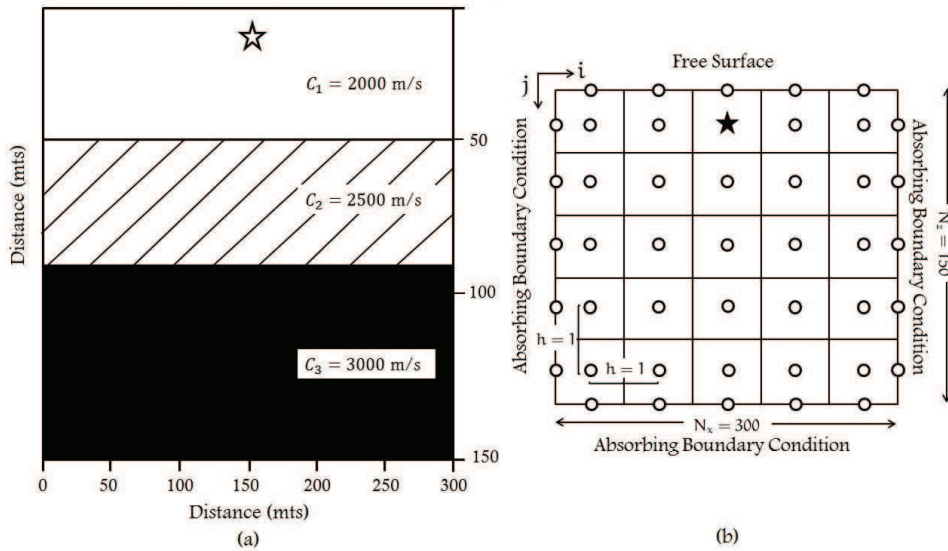 C₁ = 2000 m/s
50
C₂ = 2500 m/s
100
C₃ = 3000 m/s
150
Distance (mts)
0 50 100 150 200 250 300
Distance (mts)
(a)
Free Surface
i
j
Absorbing Boundary Condition
Absorbing Boundary Condition
N_z = 150
h = 1
h = 1
N_x = 300
Absorbing Boundary Condition
(b)